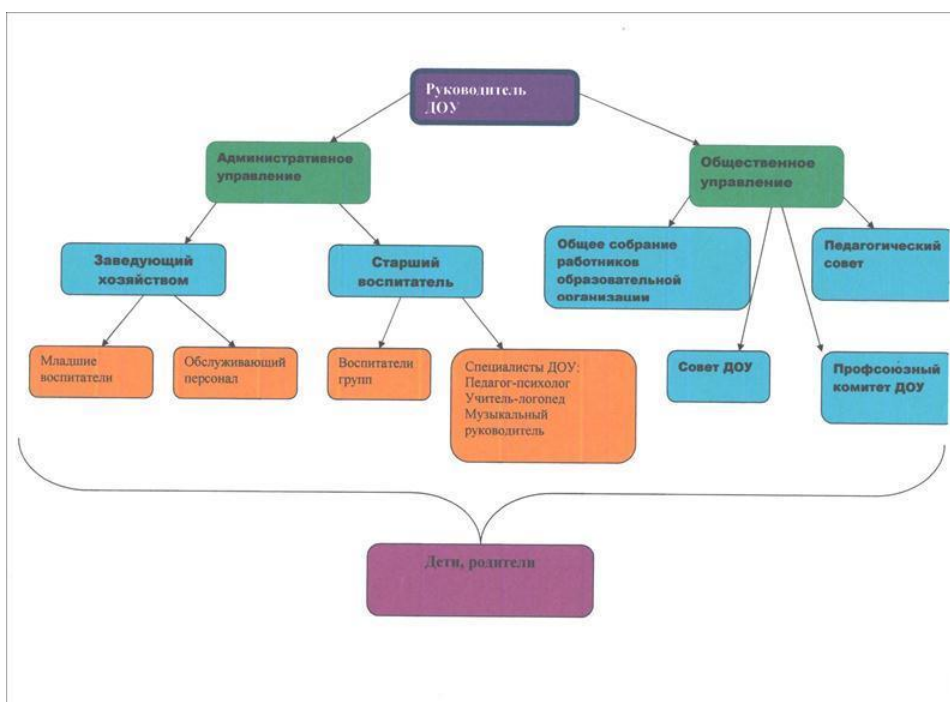 Руководитель
ДОУ
Административное
управление
Общественное
управление
Заведующий
хозяйством
Старший
воспитатель
Общее собрание
работников
образовательной
организации
Педагогический
совет
Младшие
воспитатели
Обслуживающий
персонал
Воспитатели
групп
Специалисты ДОУ:
Педагог-психолог
Учитель-логопед
Музыкальный
руководитель
Совет ДОУ
Профсоюзный
комитет ДОУ
Дети, родители